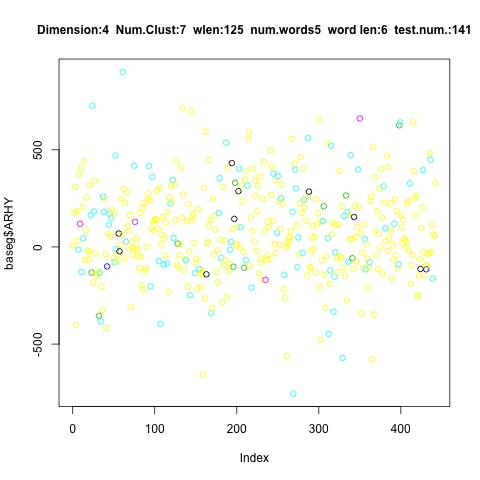 Dimension:4 Num.Clust:7 wlen:125 num.words5 word len:6 test.num.:141
baseg$ARHY
500
0
-500
0 100 200 300 400
Index